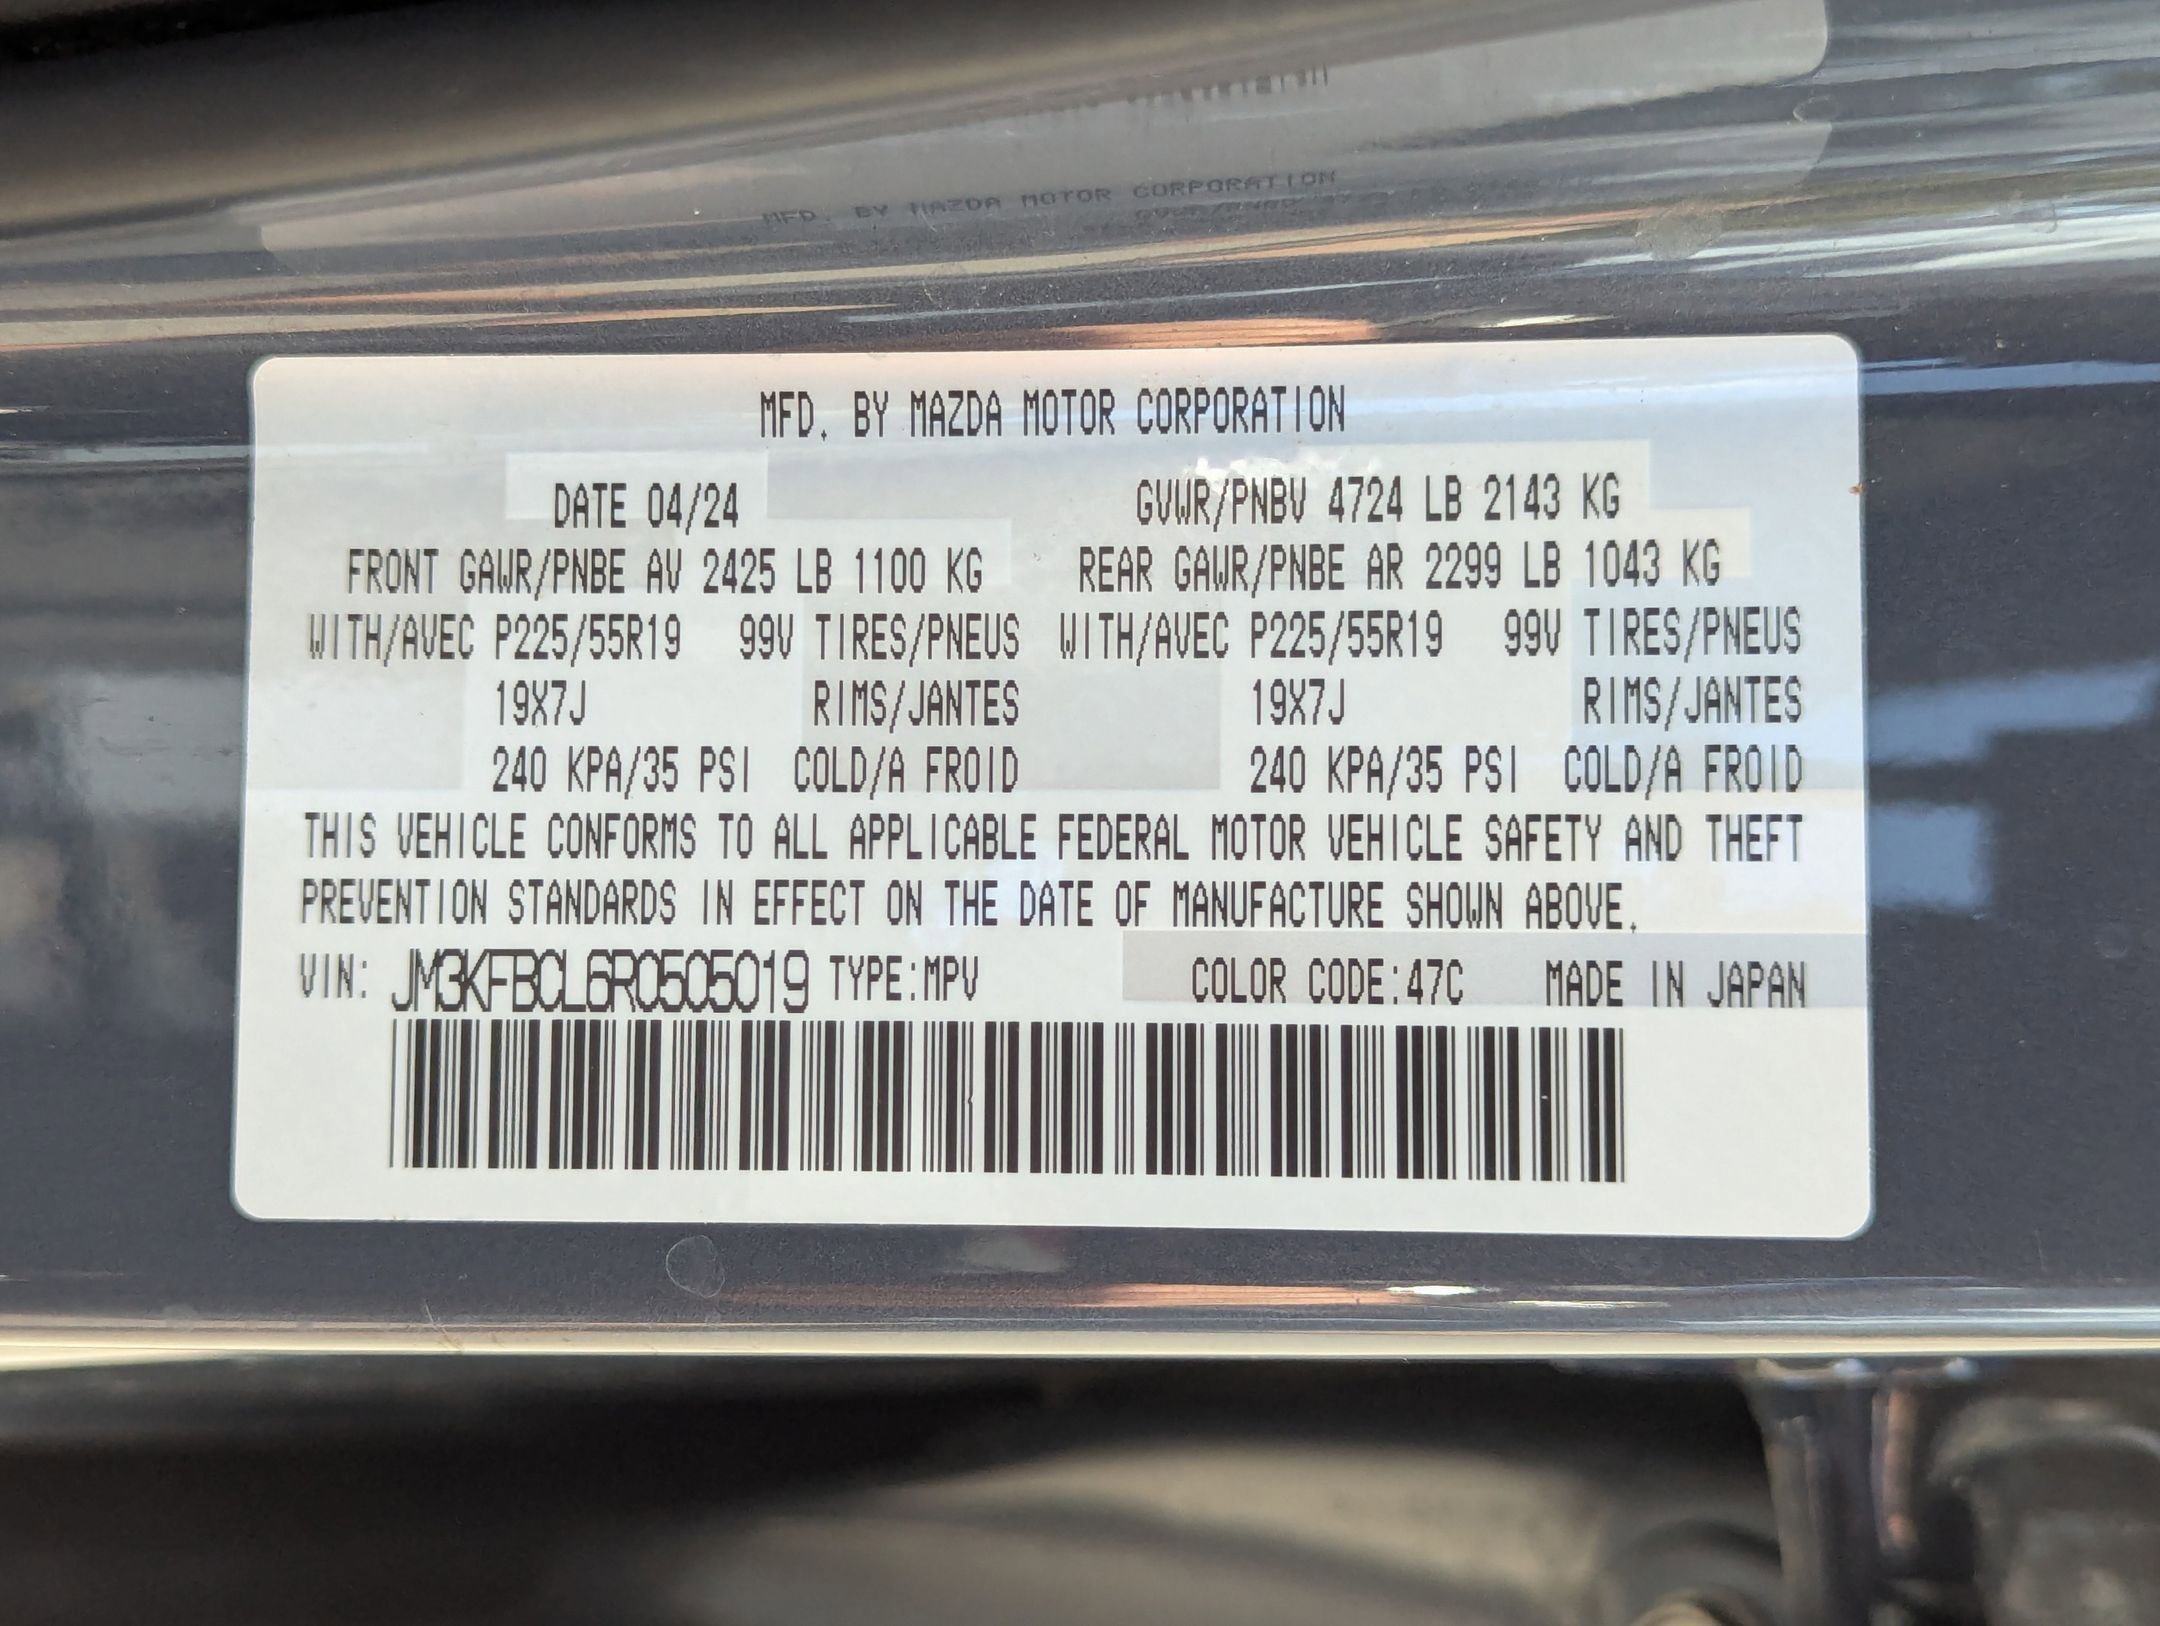 MFD. BY MAZDA MOTOR CORPORATION
MFD. BY MAZDA MOTOR CORPORATION
DATE 04/24 GVWR/PNBV 4724 LB 2143 KG
FRONT GAWR/PNBE AV 2425 LB 1100 KG REAR GAWR/PNBE AR 2299 LB 1043 KG
WITH/AVEC P225/55R19 99V TIRES/PNEUS WITH/AVEC P225/55R19 99V TIRES/PNEUS
19X7J RIMS/JANTES 19X7J RIMS/JANTES
240 KPA/35 PSI COLD/A FROID 240 KPA/35 PSI COLD/A FROID
THIS VEHICLE CONFORMS TO ALL APPLICABLE FEDERAL MOTOR VEHICLE SAFETY AND THEFT
PREVENTION STANDARDS IN EFFECT ON THE DATE OF MANUFACTURE SHOWN ABOVE.
VIN: JM3KFBCL6R0505019 TYPE:MPV COLOR CODE:47C MADE IN JAPAN